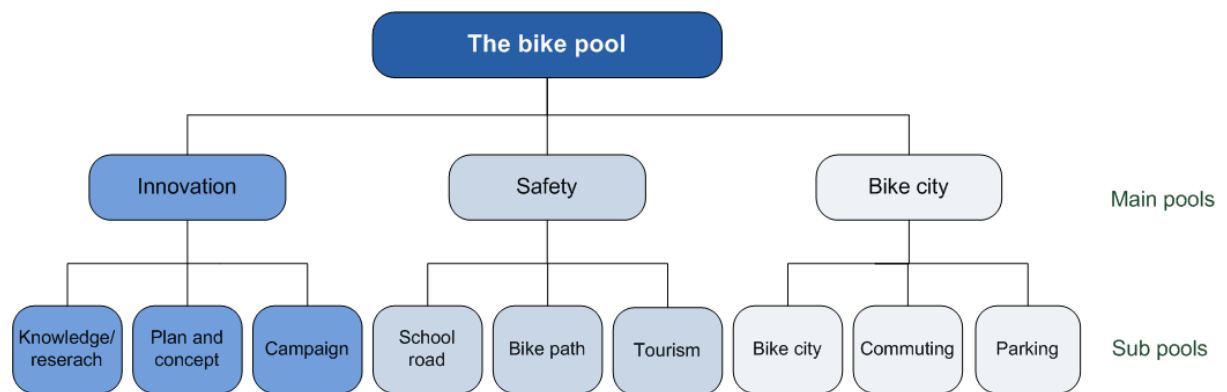 The bike pool
Innovation
Safety
Bike city
Main pools
Knowledge/
reserach
Plan and
concept
Campaign
School
road
Bike path
Tourism
Bike city
Commuting
Parking
Sub pools